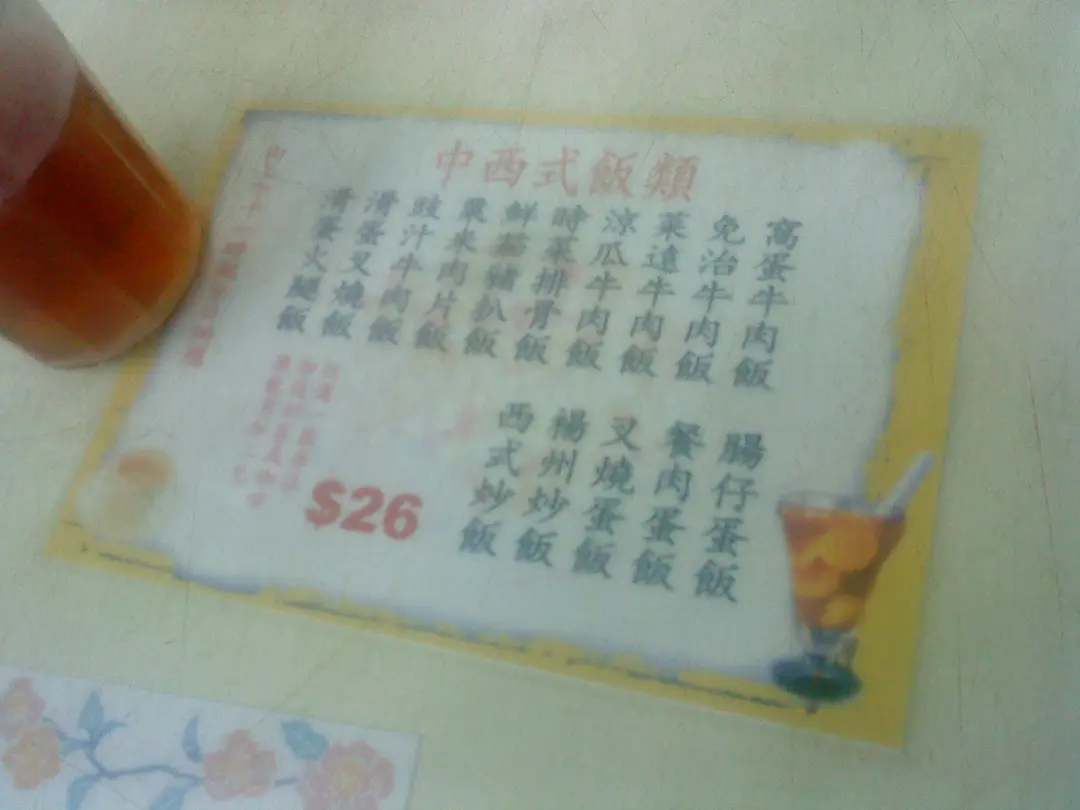 中西式飯類
窩蛋牛肉飯
免治牛肉飯
菜遠牛肉飯
涼瓜牛肉飯
時菜排骨飯
鮮茄豬扒飯
粟米肉片飯
豉汁牛肉飯
滑蛋叉燒飯
滑蛋火腿飯
腸仔蛋飯
餐肉蛋飯
叉燒蛋飯
楊州炒飯
西式炒飯
$26